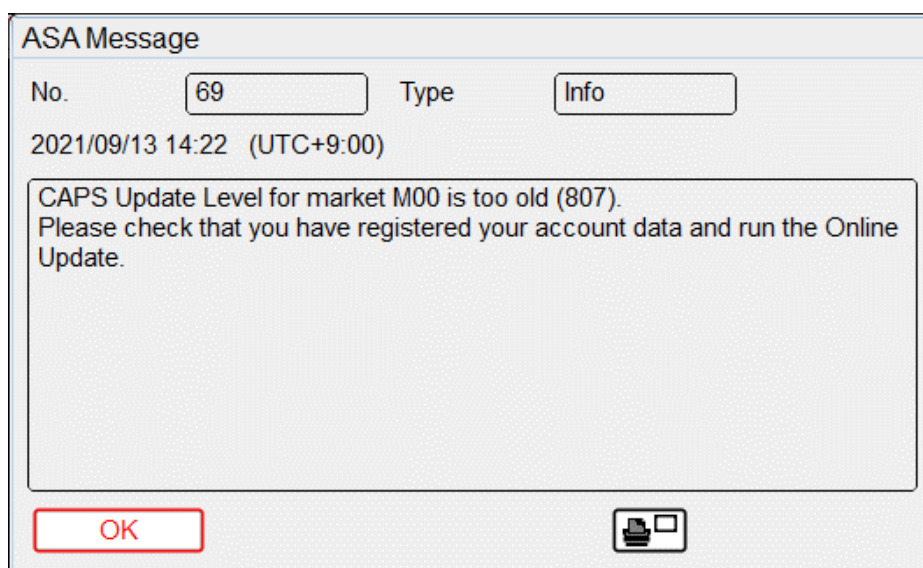 ASA Message
No. 69 Type Info
2021/09/13 14:22 (UTC+9:00)
CAPS Update Level for market M00 is too old (807).
Please check that you have registered your account data and run the Online
Update.
OK